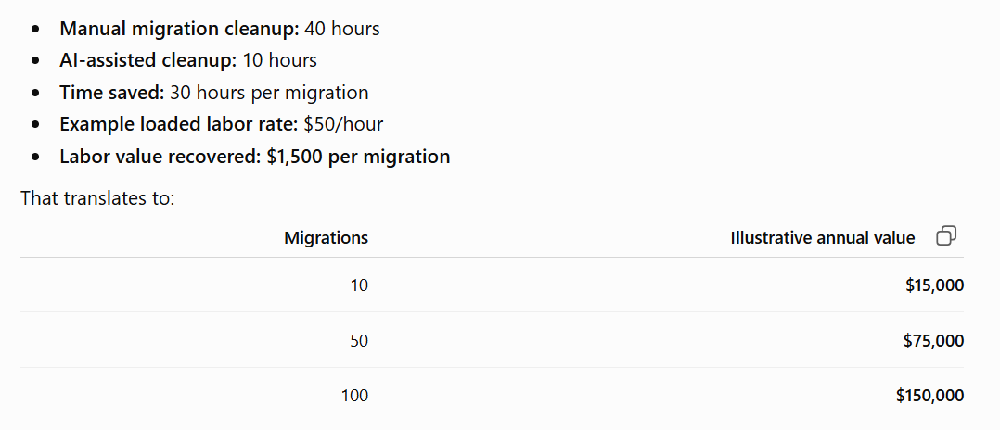 Manual migration cleanup: 40 hours
AI-assisted cleanup: 10 hours
Time saved: 30 hours per migration
Example loaded labor rate: $50/hour
Labor value recovered: $1,500 per migration
That translates to:
Migrations Illustrative annual value
10 $15,000
50 $75,000
100 $150,000